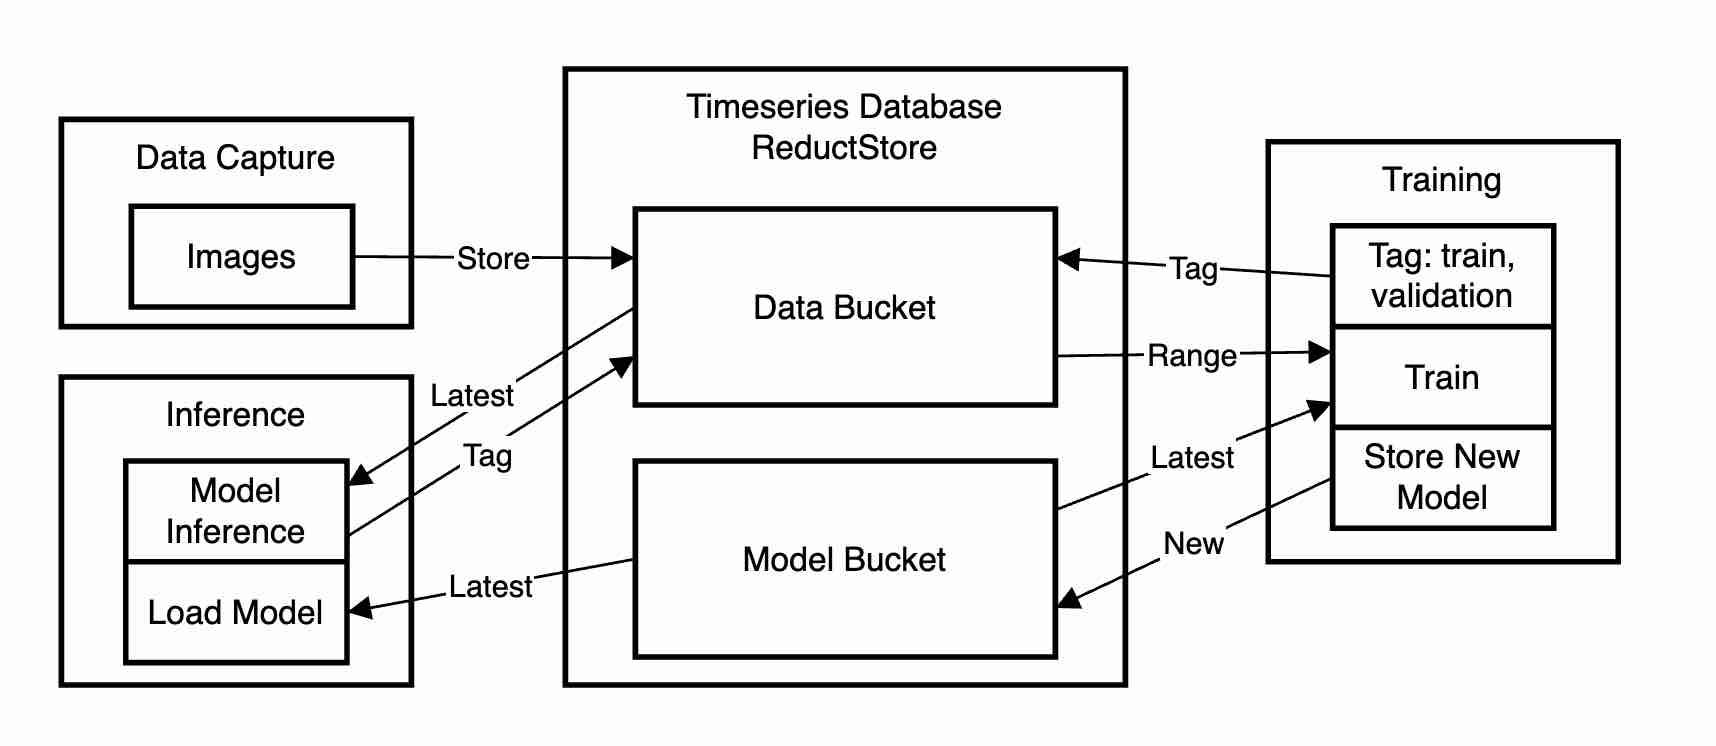 Data Capture
Images
Inference
Model
Inference
Load Model
Store
Latest
Tag
Latest
Timeseries Database
ReductStore
Data Bucket
Model Bucket
Tag
Range
Latest
New
Training
Tag: train,
validation
Train
Store New
Model